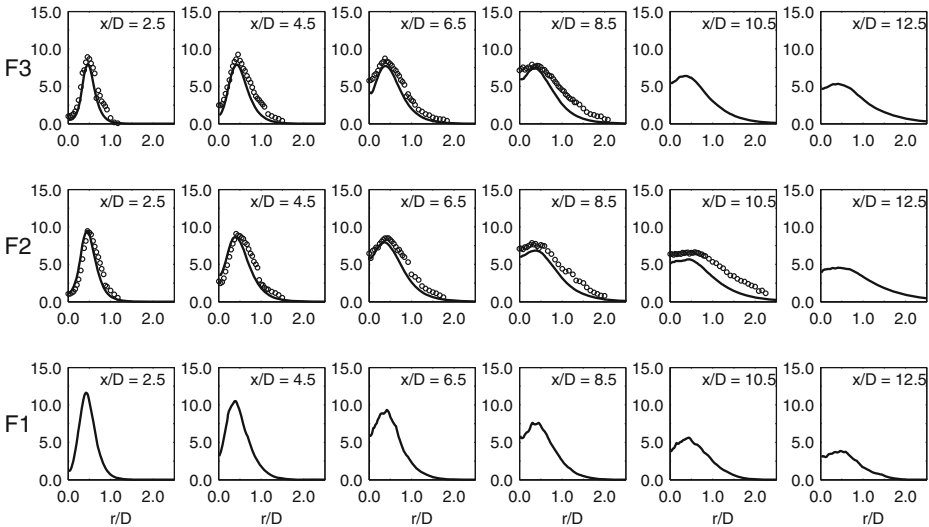 15.0 15.0 15.0 15.0 15.0 15.0
x/D = 2.5 x/D = 4.5 x/D = 6.5 x/D = 8.5 x/D = 10.5 x/D = 12.5
10.0 10.0 10.0 10.0 10.0 10.0
F3
5.0 5.0 5.0 5.0 5.0 5.0
0.0 0.0 0.0 0.0 0.0 0.0
0.0 1.0 2.0 0.0 1.0 2.0 0.0 1.0 2.0 0.0 1.0 2.0 0.0 1.0 2.0 0.0 1.0 2.0
15.0 15.0 15.0 15.0 15.0 15.0
x/D = 2.5 x/D = 4.5 x/D = 6.5 x/D = 8.5 x/D = 10.5 x/D = 12.5
10.0 10.0 10.0 10.0 10.0 10.0
F2
5.0 5.0 5.0 5.0 5.0 5.0
0.0 0.0 0.0 0.0 0.0 0.0
0.0 1.0 2.0 0.0 1.0 2.0 0.0 1.0 2.0 0.0 1.0 2.0 0.0 1.0 2.0 0.0 1.0 2.0
15.0 15.0 15.0 15.0 15.0 15.0
x/D = 2.5 x/D = 4.5 x/D = 6.5 x/D = 8.5 x/D = 10.5 x/D = 12.5
10.0 10.0 10.0 10.0 10.0 10.0
F1
5.0 5.0 5.0 5.0 5.0 5.0
0.0 0.0 0.0 0.0 0.0 0.0
0.0 1.0 2.0 0.0 1.0 2.0 0.0 1.0 2.0 0.0 1.0 2.0 0.0 1.0 2.0 0.0 1.0 2.0
r/D r/D r/D r/D r/D r/D